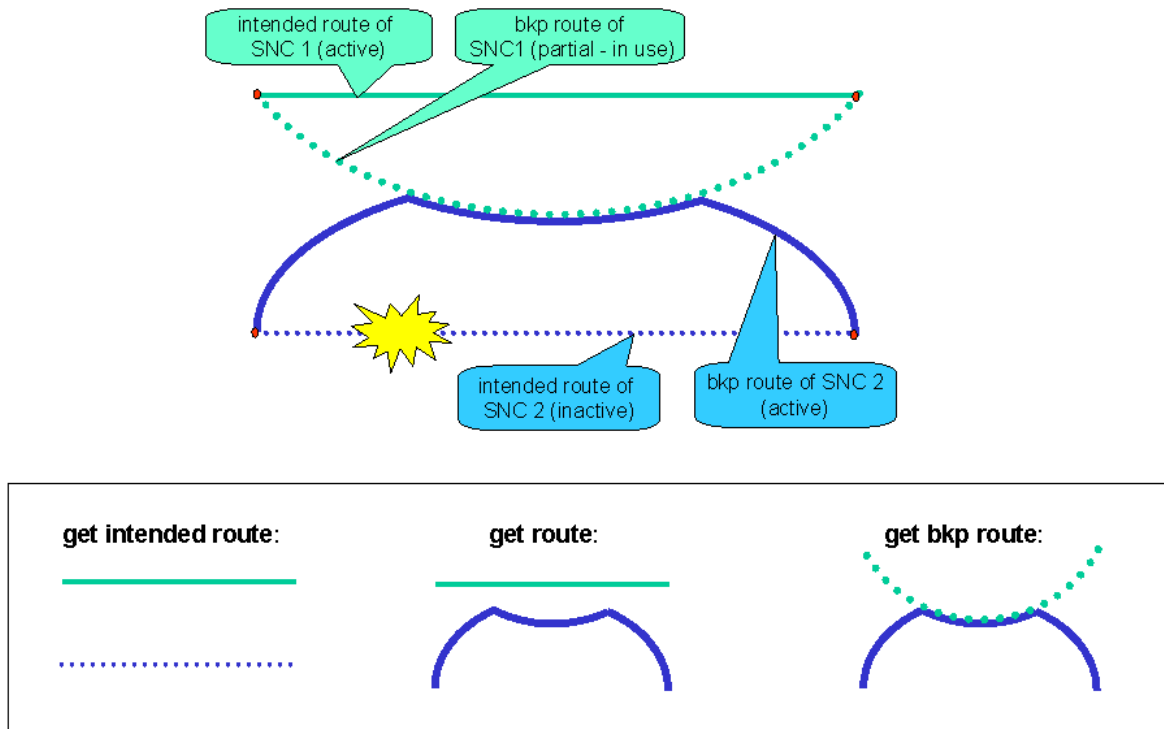 intended route of
SNC 1 (active)
bkp route of
SNC1 (partial - in use)
intended route of
SNC 2 (inactive)
bkp route of SNC 2
(active)
get intended route:
get route:
get bkp route: